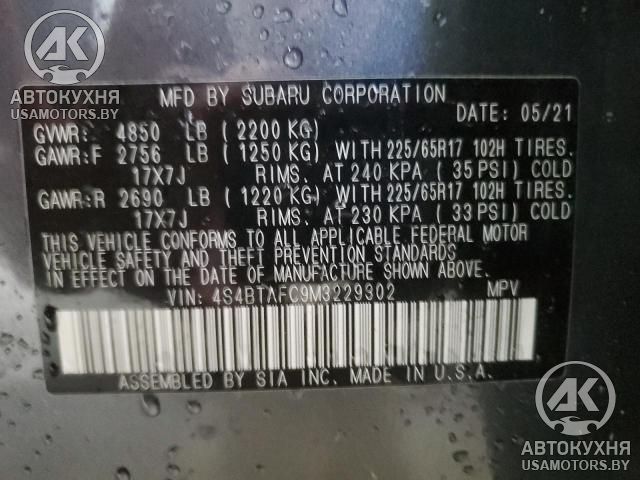 АК
АВТОКУХНЯ
USAMOTORS.BY
MFD BY SUBARU CORPORATION
DATE: 05/21
GVWR: 4850 LB (2200 KG)
GAWR:F 2756 LB (1250 KG) WITH 225/65R17 102H TIRES.
17X7J RIMS. AT 240 KPA (35 PSI) COLD
GAWR:R 2690 LB (1220 KG) WITH 225/65R17 102H TIRES.
17X7J RIMS. AT 230 KPA (33 PSI) COLD
THIS VEHICLE CONFORMS TO ALL APPLICABLE FEDERAL MOTOR
VEHICLE SAFETY AND THEFT PREVENTION STANDARDS
IN EFFECT ON THE DATE OF MANUFACTURE SHOWN ABOVE.
VIN: 4S4BTAFC9M3229302 MPV
ASSEMBLED BY SIA INC. MADE IN U.S.A.
АК
АВТОКУХНЯ
USAMOTORS.BY